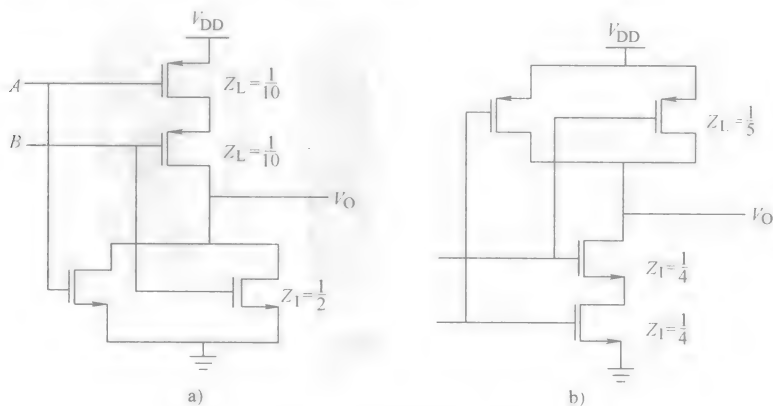 V_DD
A
Z_L = 1/10
B
Z_L = 1/10
V_O
Z_I = 1/2
a)
V_DD
Z_L = 1/5
V_O
Z_I = 1/4
Z_I = 1/4
b)